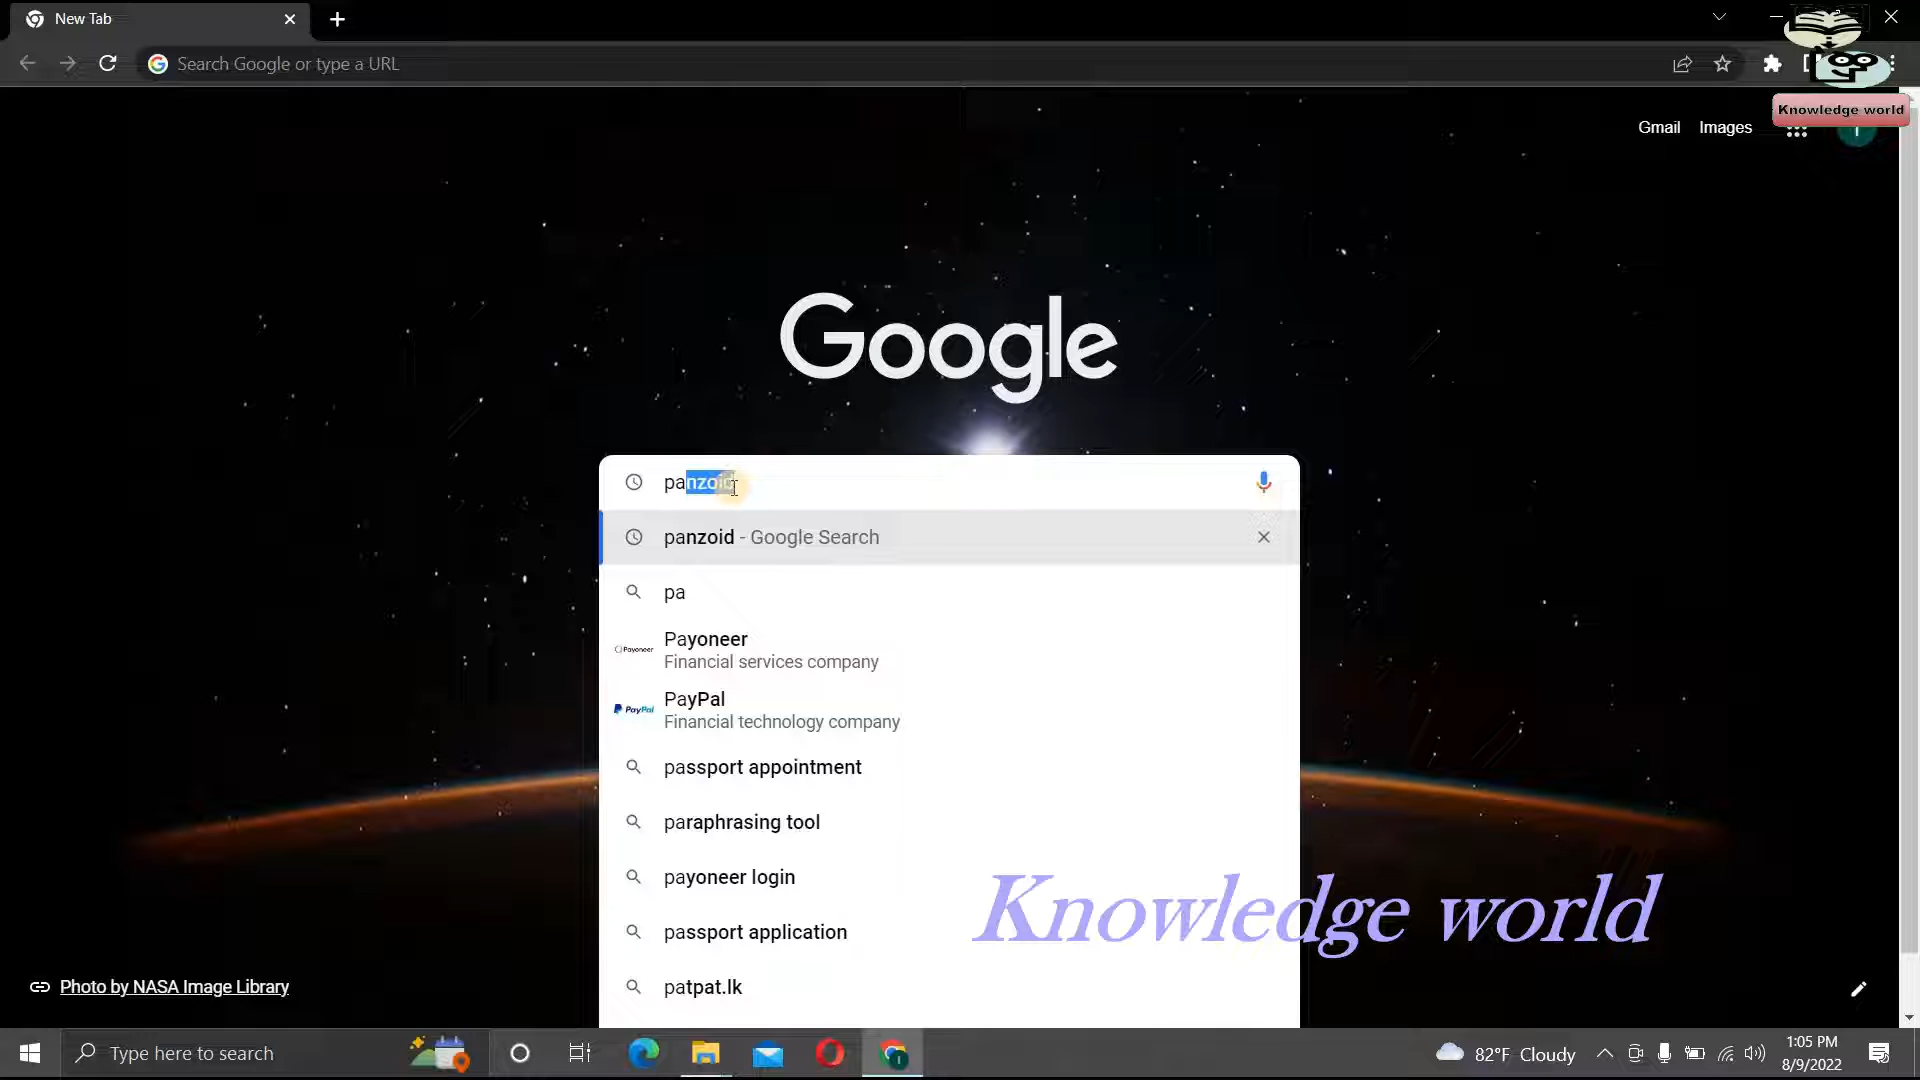 New Tab
Search Google or type a URL
Knowledge world
Gmail Images
Google
panzoid
panzoid - Google Search
pa
Payoneer
Payoneer
Financial services company
PayPal
PayPal
Financial technology company
passport appointment
paraphrasing tool
payoneer login
passport application
patpat.lk
Knowledge world
Photo by NASA Image Library
Type here to search
82°F Cloudy
1:05 PM
8/9/2022